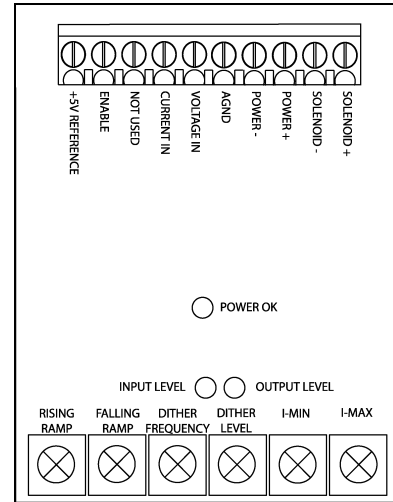 +5V REFERENCE
ENABLE
NOT USED
CURRENT IN
VOLTAGE IN
AGND
POWER -
POWER +
SOLENOID -
SOLENOID +
POWER OK
INPUT LEVEL
OUTPUT LEVEL
RISING
RAMP
FALLING
RAMP
DITHER
FREQUENCY
DITHER
LEVEL
I-MIN
I-MAX